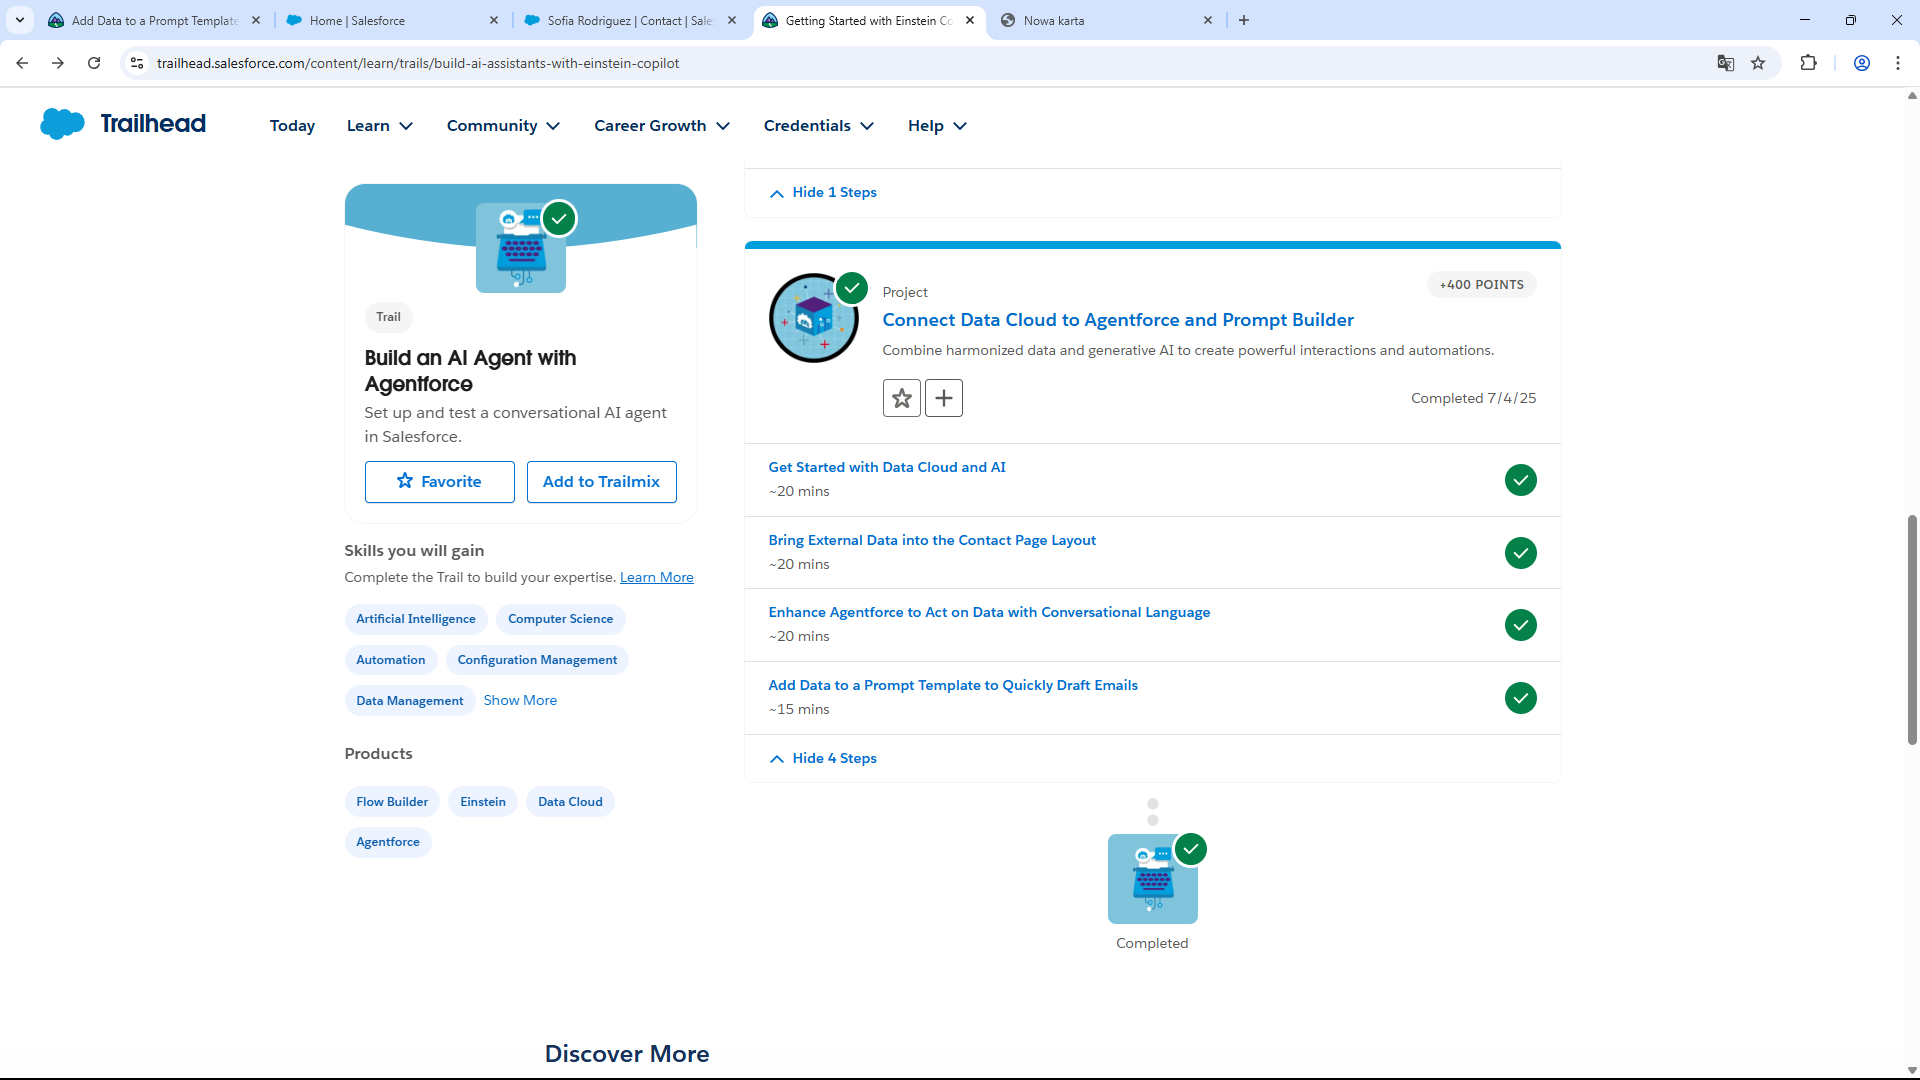 Add Data to a Prompt Template
Home | Salesforce
Sofia Rodriguez | Contact | Sale
Getting Started with Einstein Co
Nowa karta
trailhead.salesforce.com/content/learn/trails/build-ai-assistants-with-einstein-copilot
Trailhead
Today
Learn
Community
Career Growth
Credentials
Help
Trail
Build an AI Agent with
Agentforce
Set up and test a conversational AI agent
in Salesforce.
Favorite
Add to Trailmix
Skills you will gain
Complete the Trail to build your expertise. Learn More
Artificial Intelligence
Computer Science
Automation
Configuration Management
Data Management
Show More
Products
Flow Builder
Einstein
Data Cloud
Agentforce
Hide 1 Steps
+400 POINTS
Project
Connect Data Cloud to Agentforce and Prompt Builder
Combine harmonized data and generative AI to create powerful interactions and automations.
Completed 7/4/25
Get Started with Data Cloud and AI
~20 mins
Bring External Data into the Contact Page Layout
~20 mins
Enhance Agentforce to Act on Data with Conversational Language
~20 mins
Add Data to a Prompt Template to Quickly Draft Emails
~15 mins
Hide 4 Steps
Completed
Discover More